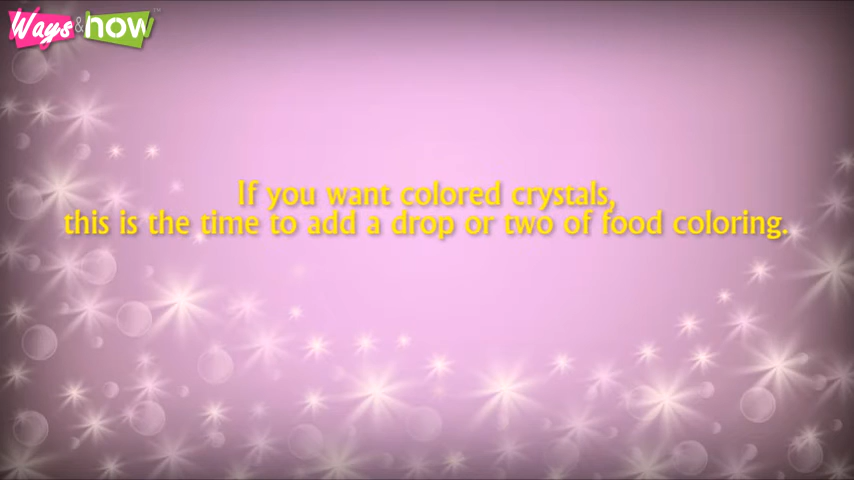 Ways & how ™
If you want colored crystals,
this is the time to add a drop or two of food coloring.